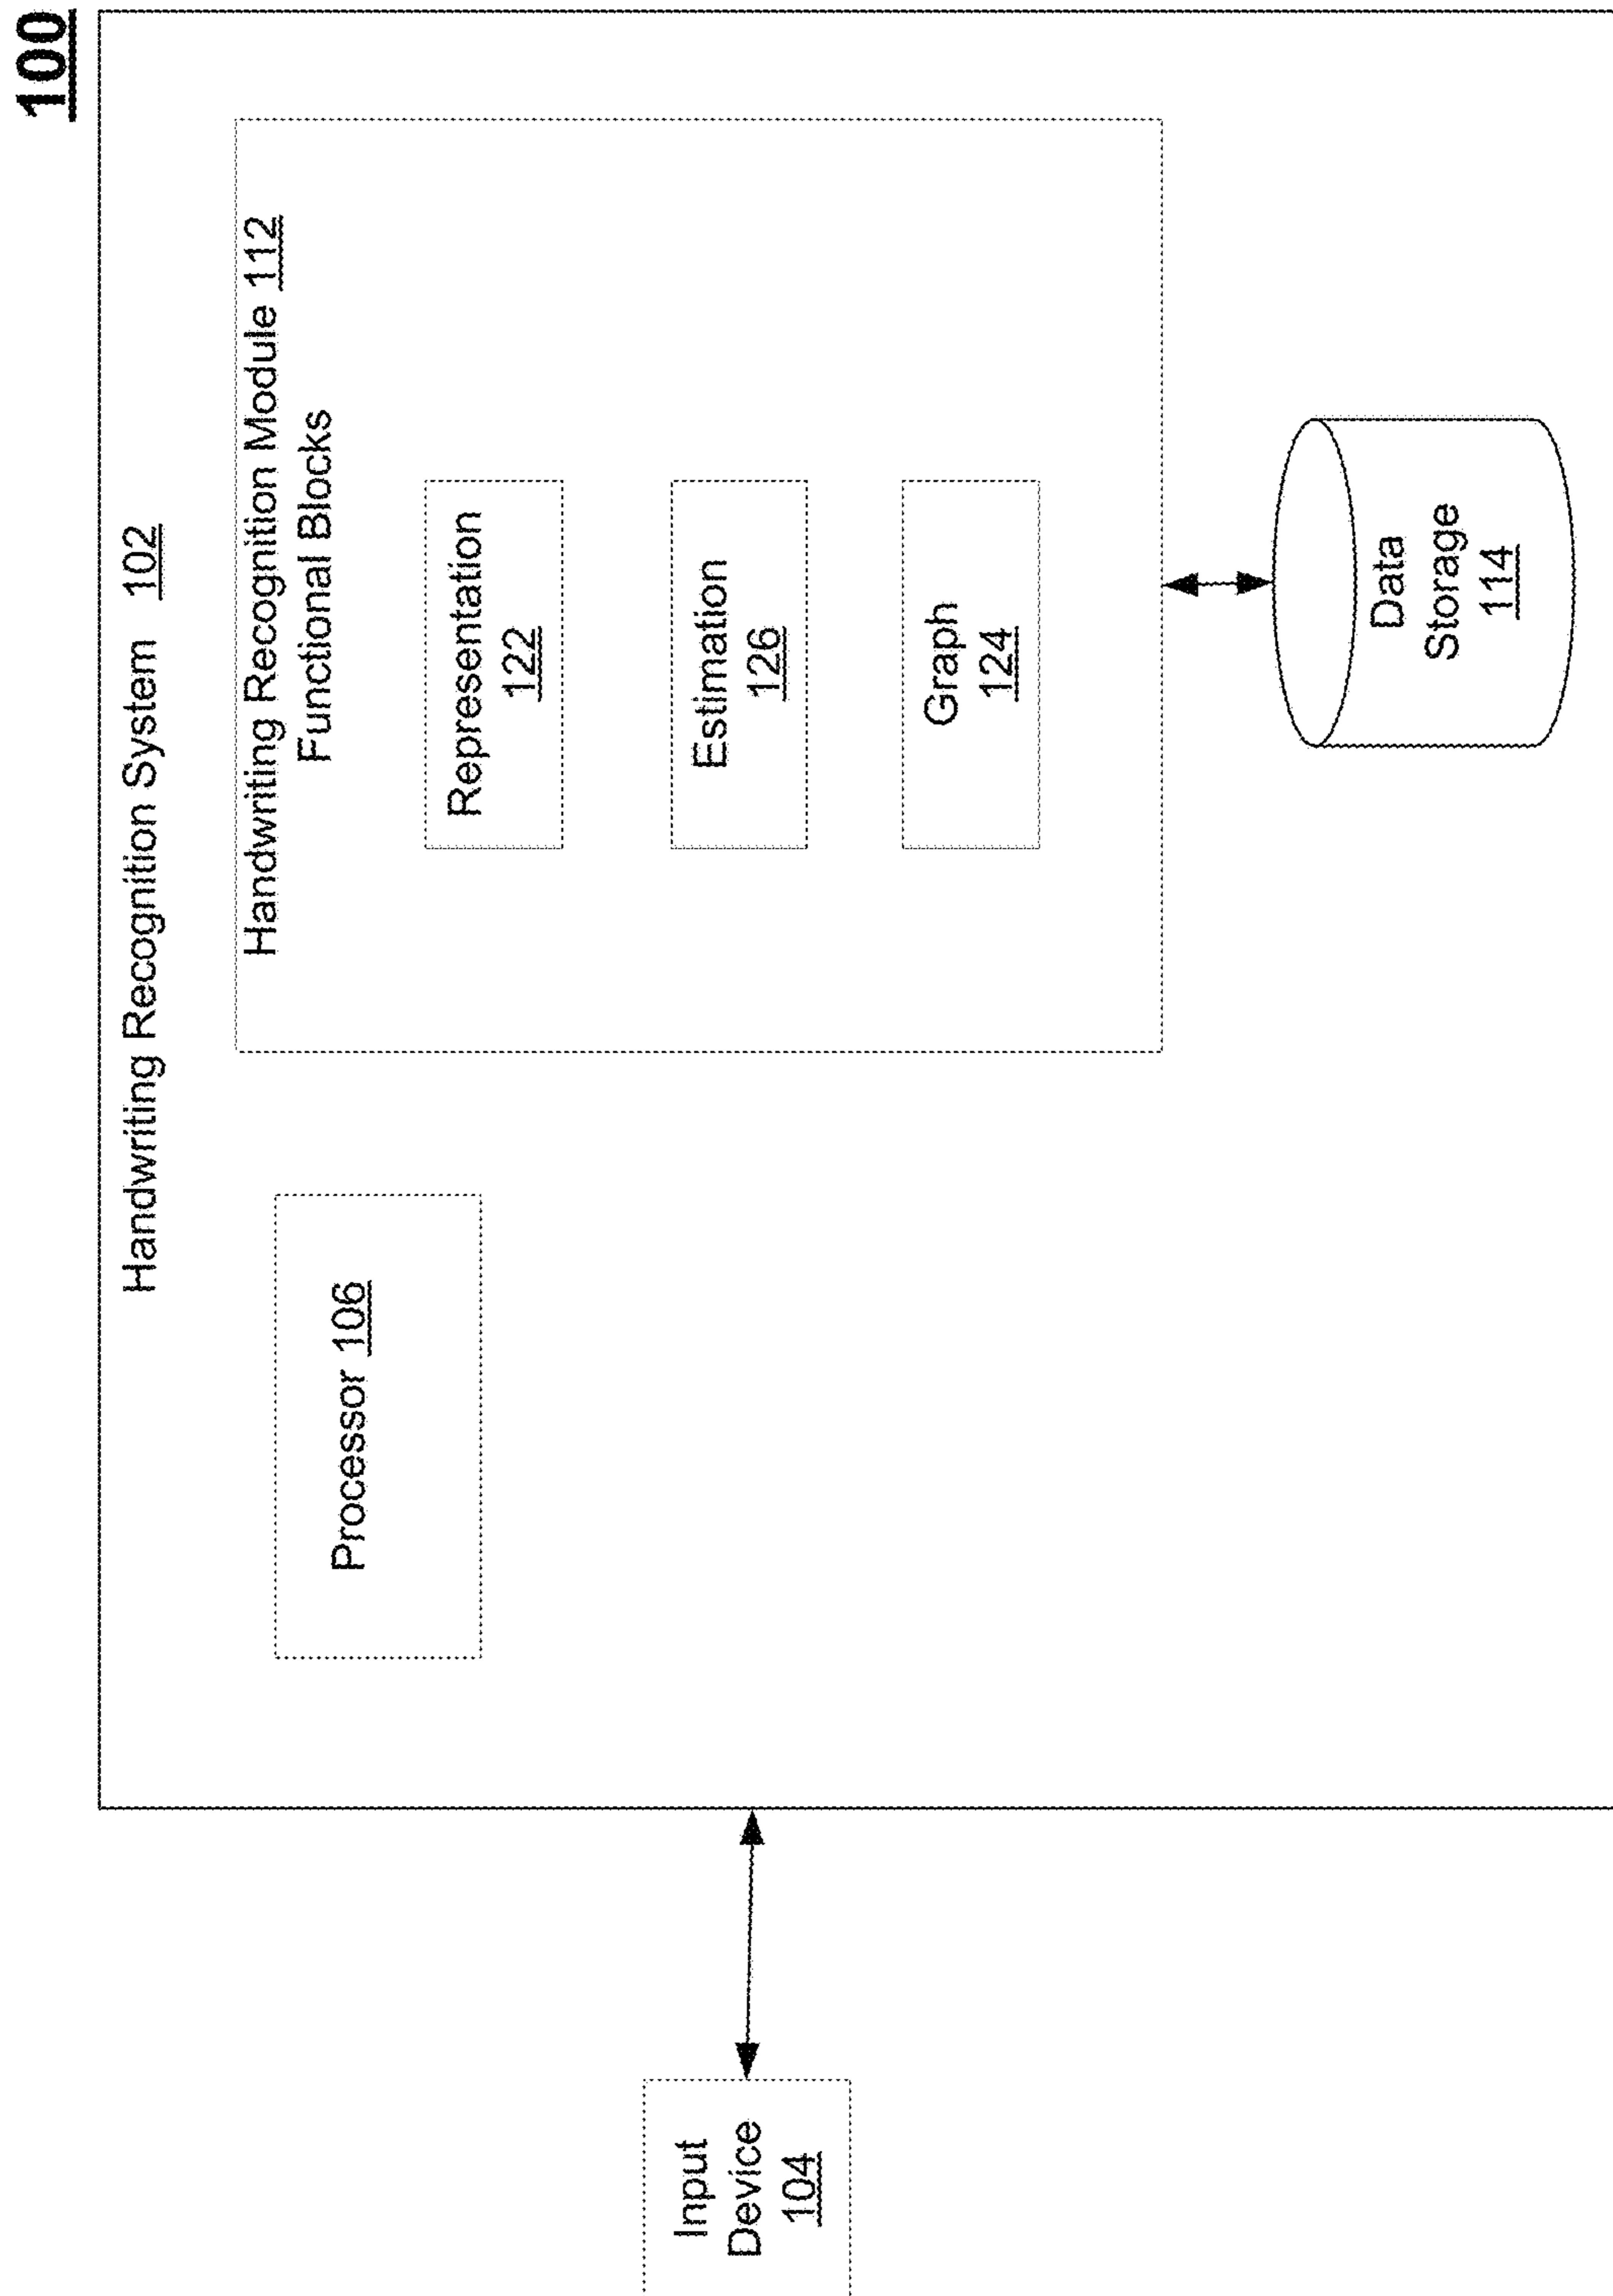 100
Handwriting Recognition System 102
Handwriting Recognition Module 112
Functional Blocks
Processor 106
Representation
122
Estimation
126
Graph
124
Input
Device
104
Data
Storage
114